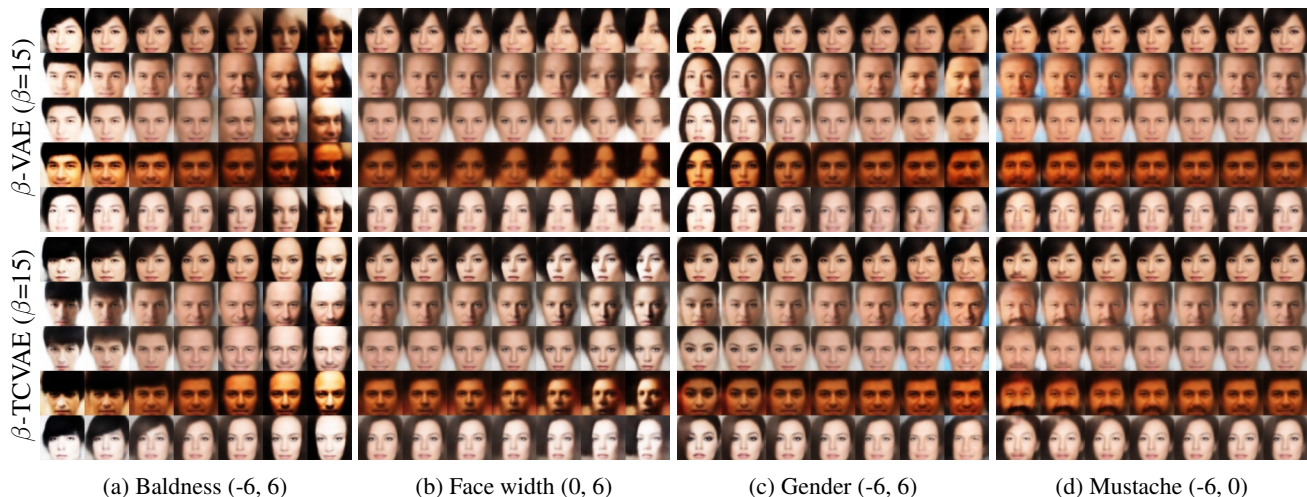 β-VAE (β=15)
β-TCVAE (β=15)
(a) Baldness (-6, 6)
(b) Face width (0, 6)
(c) Gender (-6, 6)
(d) Mustache (-6, 0)